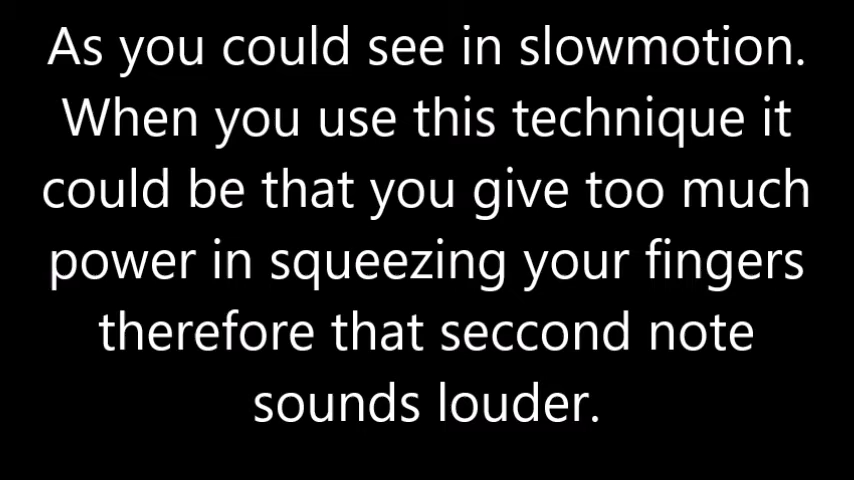 As you could see in slowmotion.
When you use this technique it
could be that you give too much
power in squeezing your fingers
therefore that seccond note
sounds louder.